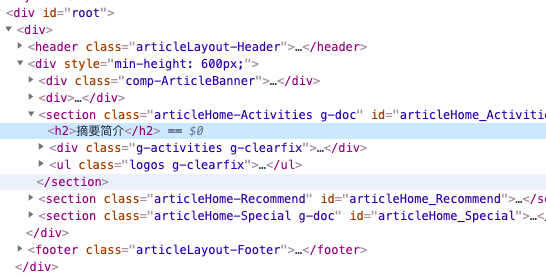 <div id="root">
<div>
<header class="articleLayout-Header">…</header>
<div style="min-height: 600px;">
<div class="comp-ArticleBanner">…</div>
<div>…</div>
<section class="articleHome-Activities g-doc" id="articleHome_Activitie
<h2>摘要简介</h2> == $0
<div class="g-activities g-clearfix">…</div>
<ul class="logos g-clearfix">…</ul>
</section>
<section class="articleHome-Recommend" id="articleHome_Recommend">…</s
<section class="articleHome-Special g-doc" id="articleHome_Special">…<
</div>
<footer class="articleLayout-Footer">…</footer>
</div>